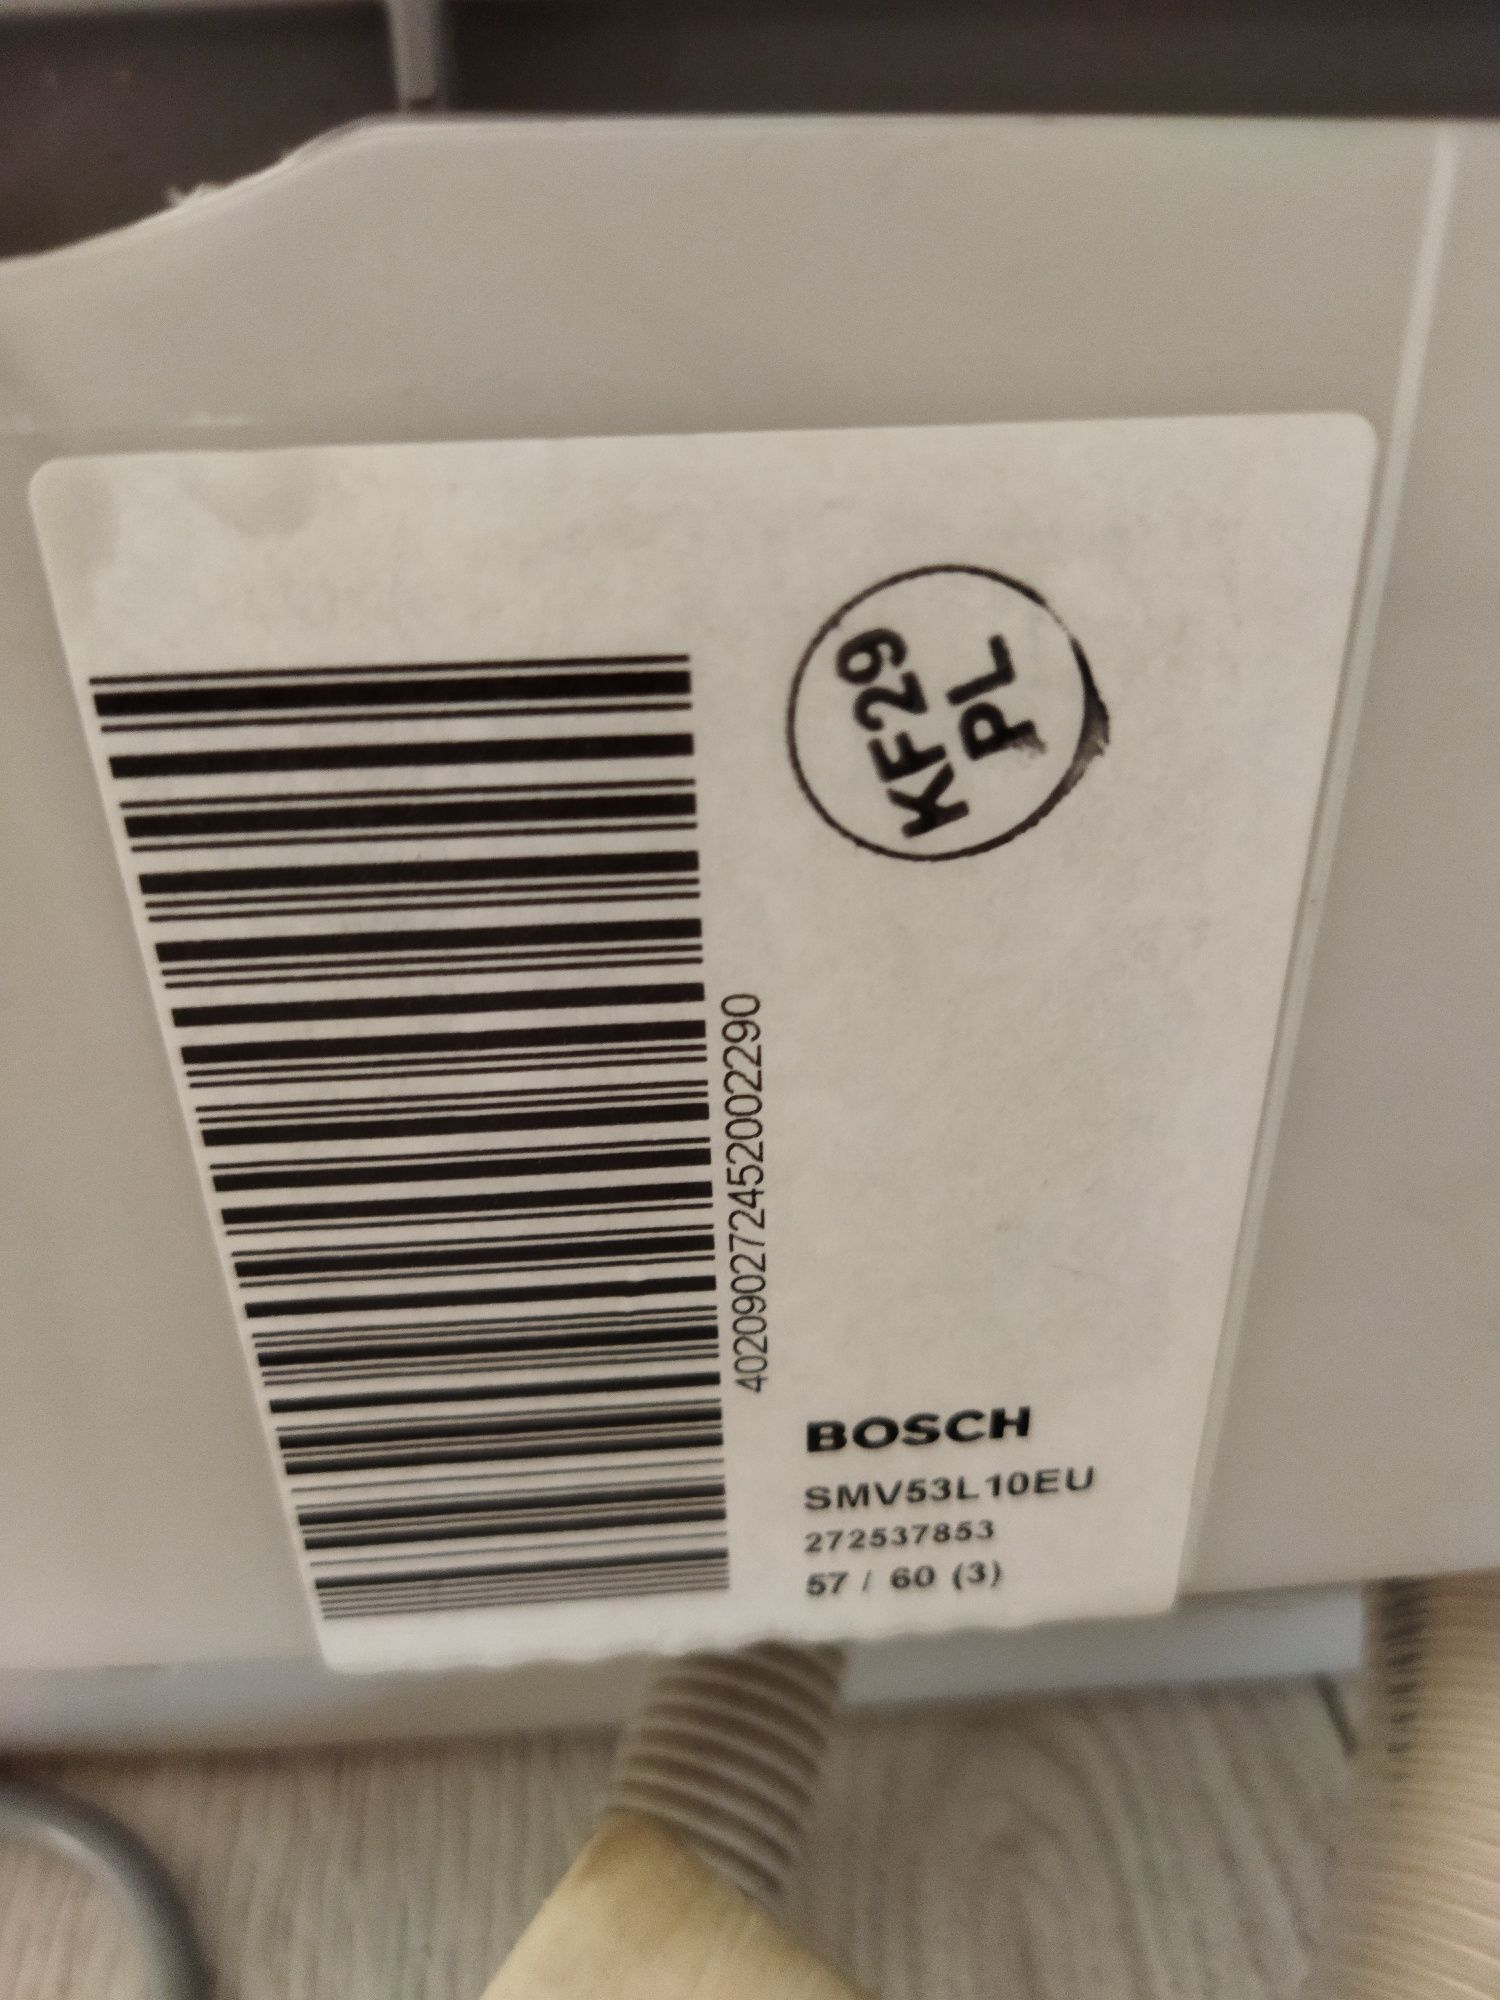 KF29
PL
402090272452002290
BOSCH
SMV53L10EU
272537853
57 / 60 (3)